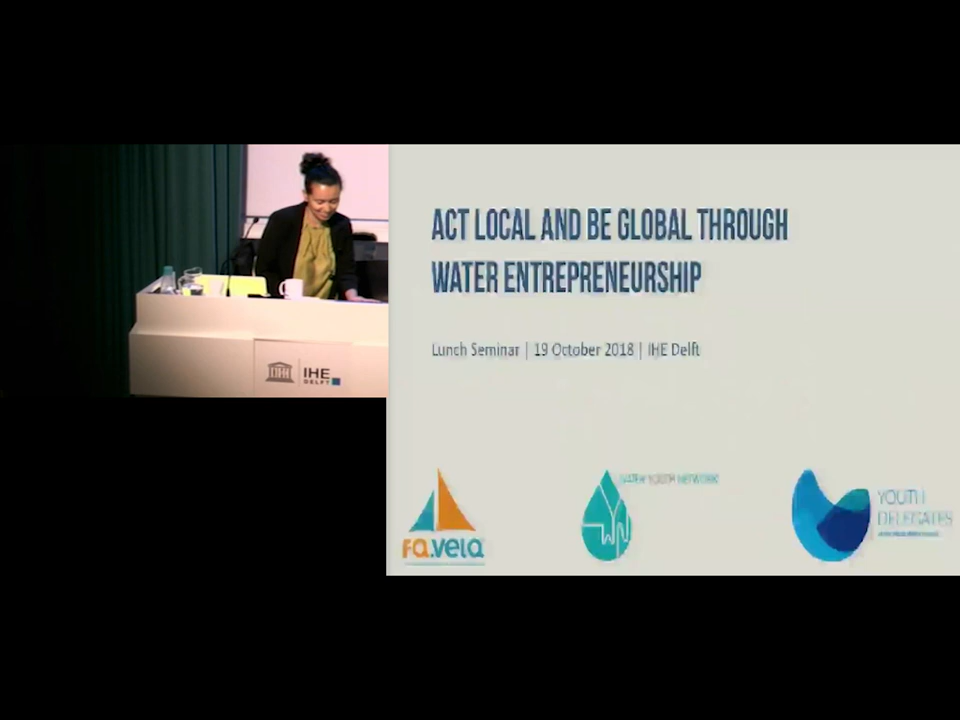 ACT LOCAL AND BE GLOBAL THROUGH
WATER ENTREPRENEURSHIP
Lunch Seminar | 19 October 2018 | IHE Delft
IHE
DELFT
Fa.vela
WATER YOUTH NETWORK
YOUTH
DELEGATES